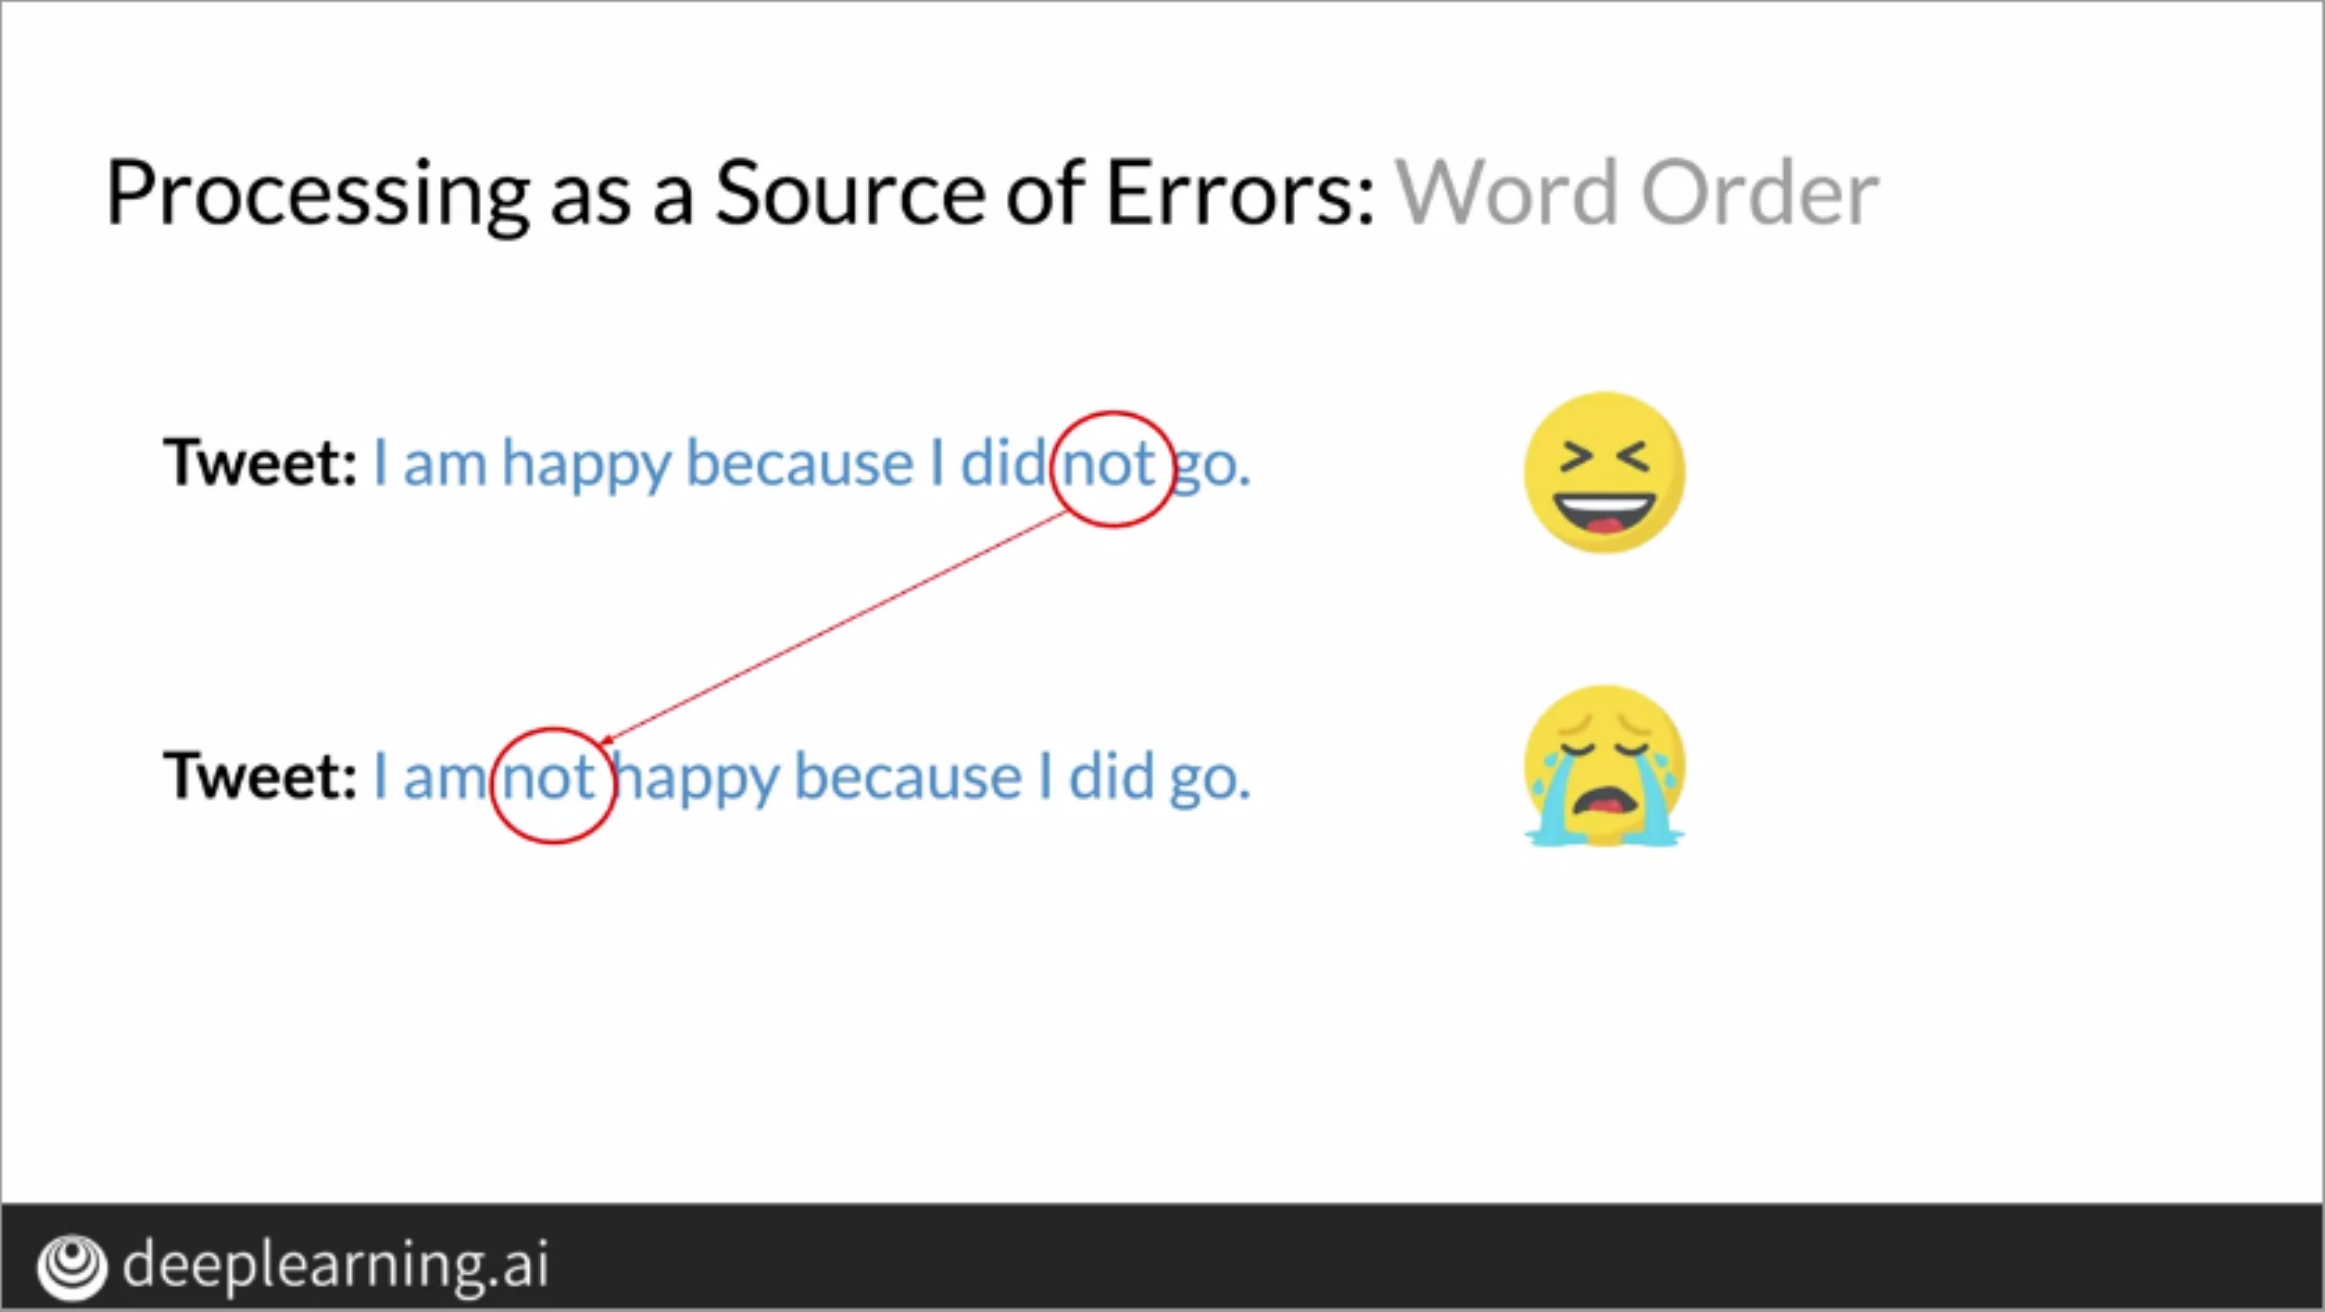 Processing as a Source of Errors: Word Order
Tweet: I am happy because I did not go.
Tweet: I am not happy because I did go.
deeplearning.ai